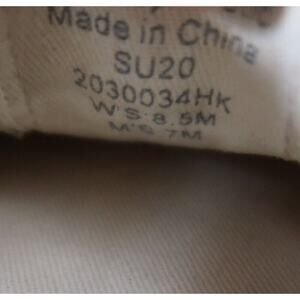 Made in China
SU20
2030034HK
W'S 8.5M
M'S 7M